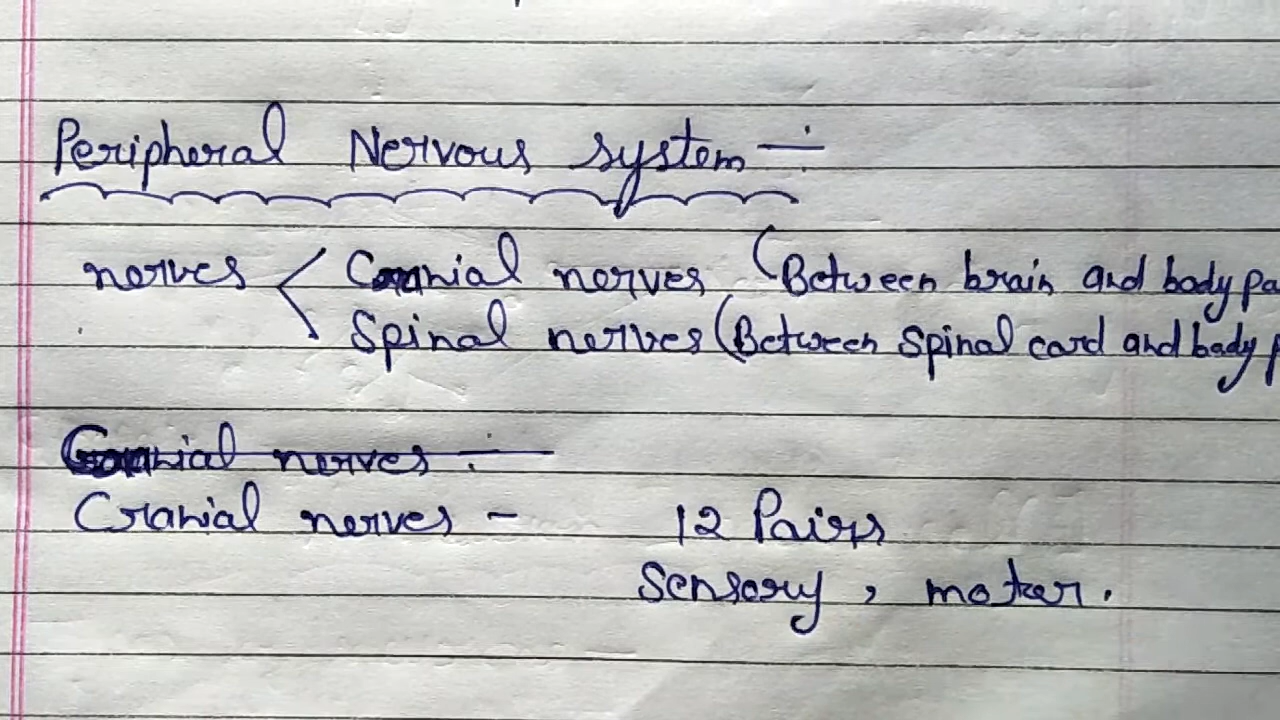 Peripheral Nervous system ÷
nerves < Cranial nerves (Between brain and body pa
Spinal nerves (Between Spinal card and body p
Cranial nerves ÷
Cranial nerves - 12 Pairs
Sensory, motor.